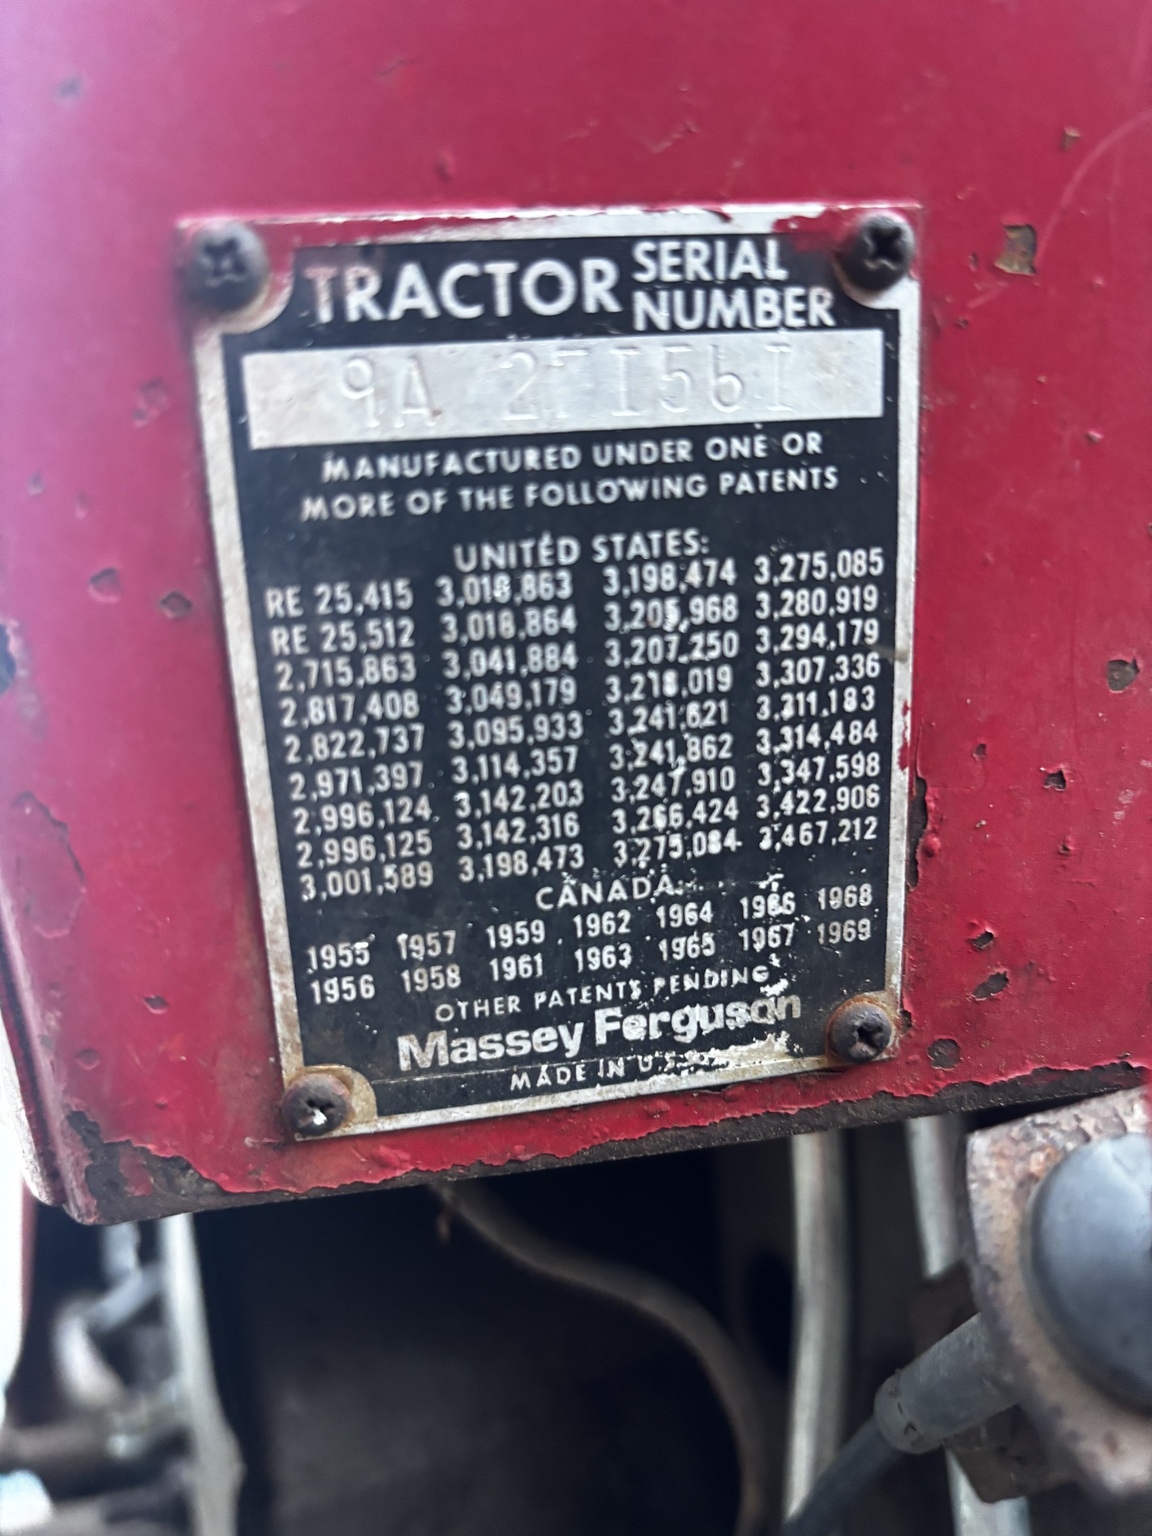 TRACTOR SERIAL NUMBER
9A 271561
MANUFACTURED UNDER ONE OR
MORE OF THE FOLLOWING PATENTS
UNITED STATES:
RE 25,415 3,018,863 3,198,474 3,275,085
RE 25,512 3,018,864 3,205,968 3,280,919
2,715,863 3,041,884 3,207,250 3,294,179
2,817,408 3,049,179 3,218,019 3,307,336
2,822,737 3,095,933 3,241,621 3,311,183
2,971,397 3,114,357 3,241,862 3,314,484
2,996,124 3,142,203 3,247,910 3,347,598
2,996,125 3,142,316 3,266,424 3,422,906
3,001,589 3,198,473 3,275,084 3,467,212
CANADA:
1955 1957 1959 1962 1964 1966 1968
1956 1958 1961 1963 1965 1967 1969
OTHER PATENTS PENDING
Massey Ferguson
MADE IN